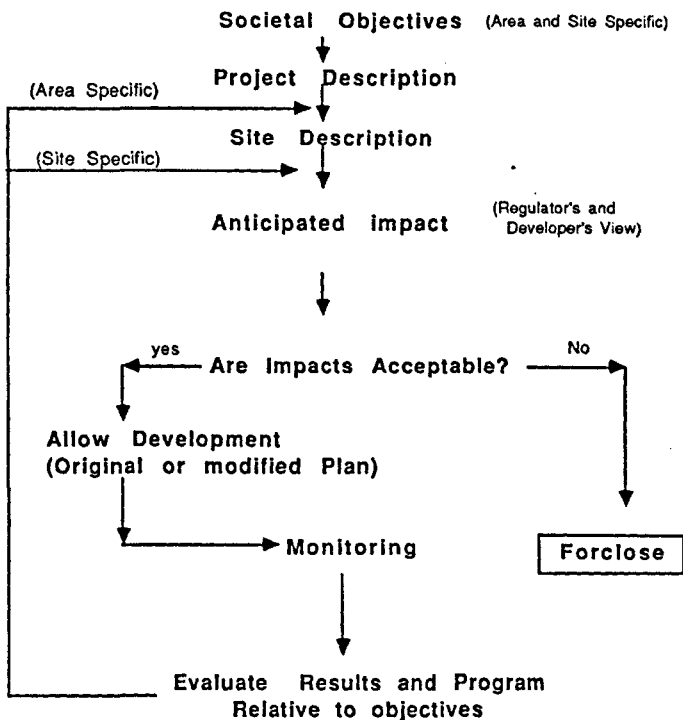 Societal Objectives (Area and Site Specific)
Project Description
(Area Specific)
Site Description
(Site Specific)
Anticipated impact
(Regulator's and
Developer's View)
yes
Are Impacts Acceptable?
No
Allow Development
(Original or modified Plan)
Monitoring
Forclose
Evaluate Results and Program
Relative to objectives